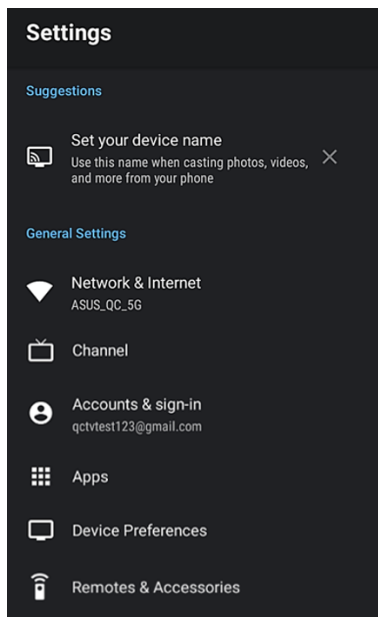 Settings
Suggestions
Set your device name
Use this name when casting photos, videos,
and more from your phone
General Settings
Network & Internet
ASUS_QC_5G
Channel
Accounts & sign-in
qctvtest123@gmail.com
Apps
Device Preferences
Remotes & Accessories